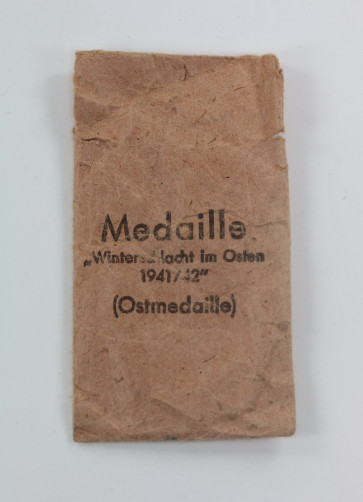 Medaille
„Winterschlacht im Osten
1941/42"
(Ostmedaille)